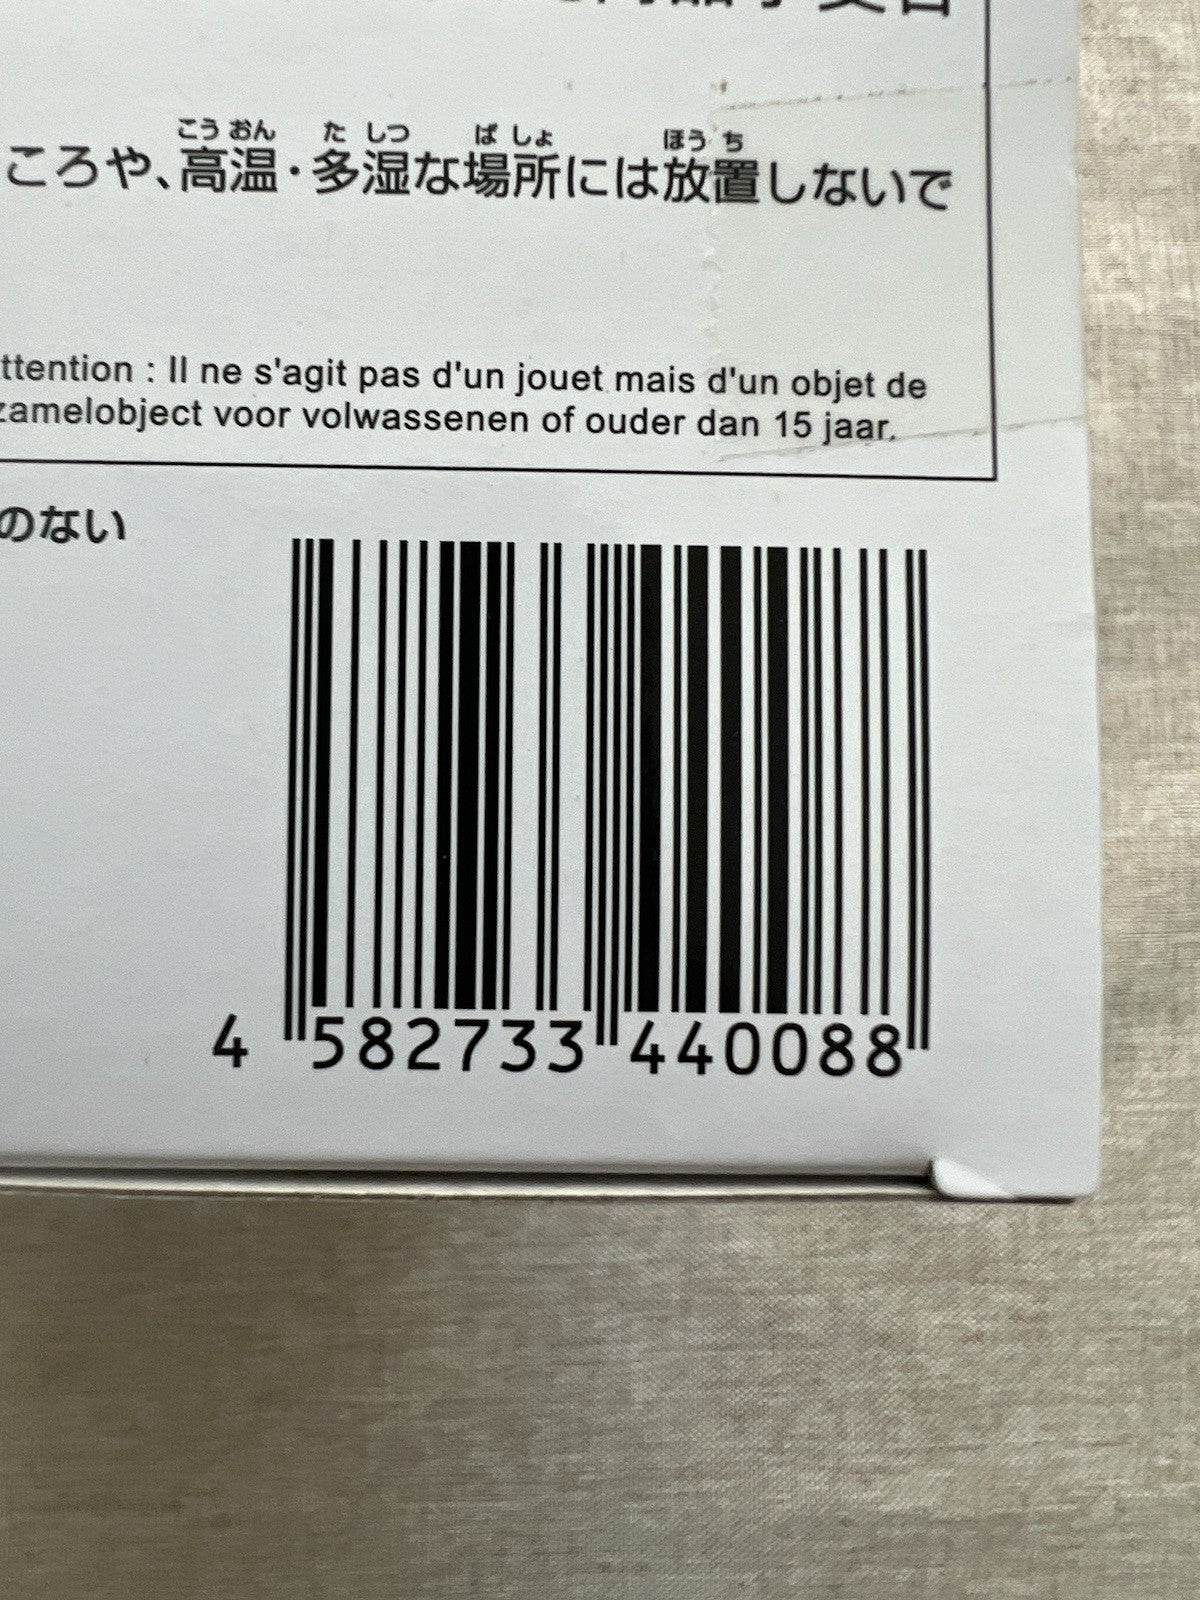 こう おん た しつ ば しょ ほう ち
ころや、高温・多湿な場所には放置しないで
ttention : Il ne s'agit pas d'un jouet mais d'un objet de
zamelobject voor volwassenen of ouder dan 15 jaar.
のない
4 582733 440088